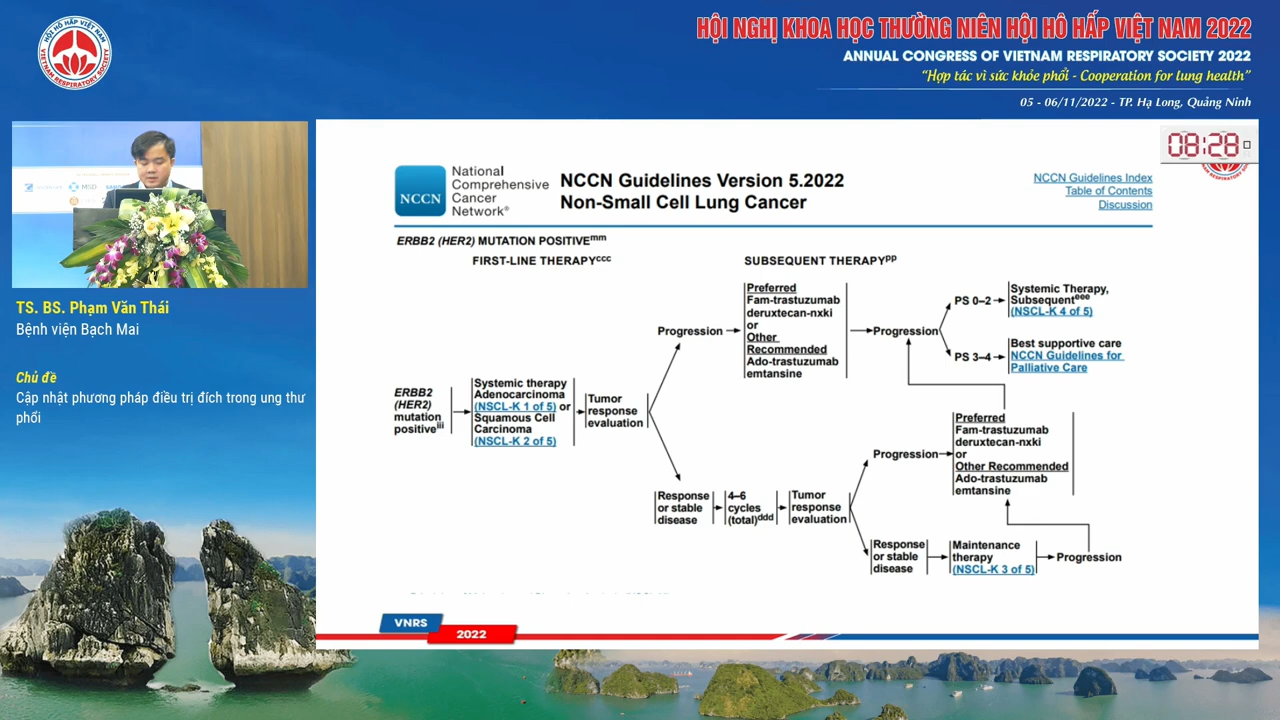 HỘI HÔ HẤP VIỆT NAM
VIETNAM RESPIRATORY SOCIETY
HỘI NGHỊ KHOA HỌC THƯỜNG NIÊN HỘI HÔ HẤP VIỆT NAM 2022
ANNUAL CONGRESS OF VIETNAM RESPIRATORY SOCIETY 2022
“Hợp tác vì sức khỏe phổi - Cooperation for lung health”
05 - 06/11/2022 - TP. Hạ Long, Quảng Ninh
08:28
MSD
TS. BS. Phạm Văn Thái
Bệnh viện Bạch Mai
Chủ đề
Cập nhật phương pháp điều trị đích trong ung thư
phổi
NCCN
National
Comprehensive
Cancer
Network®
NCCN Guidelines Version 5.2022
Non-Small Cell Lung Cancer
NCCN Guidelines Index
Table of Contents
Discussion
ERBB2 (HER2) MUTATION POSITIVEmm
FIRST-LINE THERAPYccc
SUBSEQUENT THERAPYpp
ERBB2
(HER2)
mutation
positiveiii
Systemic therapy
Adenocarcinoma
(NSCL-K 1 of 5) or
Squamous Cell
Carcinoma
(NSCL-K 2 of 5)
Tumor
response
evaluation
Progression
Preferred
Fam-trastuzumab
deruxtecan-nxki
or
Other
Recommended
Ado-trastuzumab
emtansine
Progression
PS 0–2
Systemic Therapy,
Subsequenteee
(NSCL-K 4 of 5)
PS 3–4
Best supportive care
NCCN Guidelines for
Palliative Care
Response
or stable
disease
4–6
cycles
(total)ddd
Tumor
response
evaluation
Progression
Preferred
Fam-trastuzumab
deruxtecan-nxki
or
Other Recommended
Ado-trastuzumab
emtansine
Response
or stable
disease
Maintenance
therapy
(NSCL-K 3 of 5)
Progression
VNRS
2022